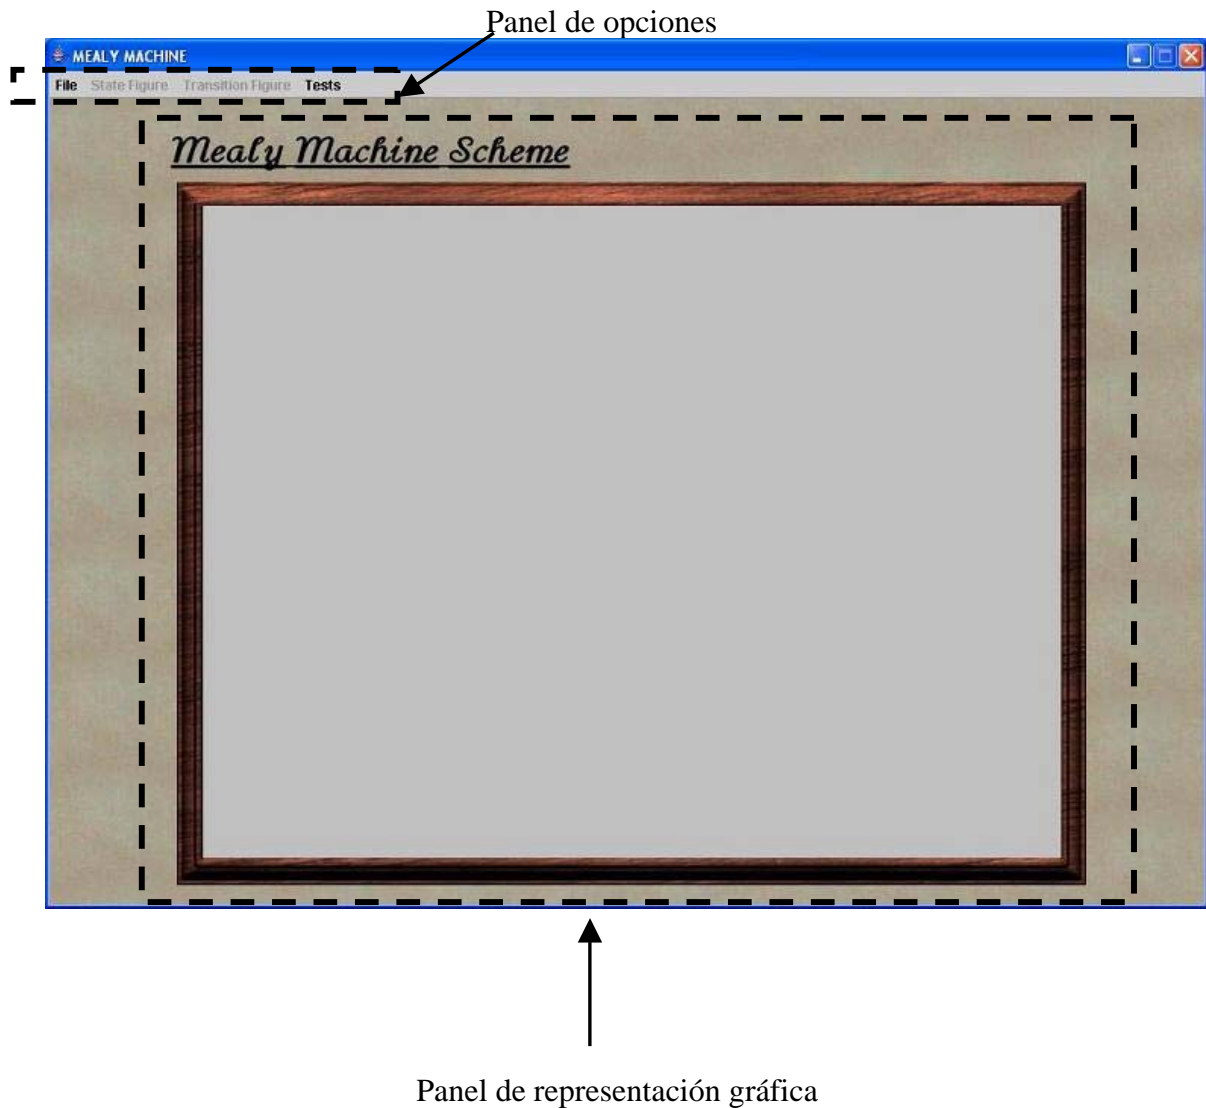 Panel de opciones
MEALY MACHINE
File State Figure Transition Figure Tests
Mealy Machine Scheme
Panel de representación gráfica